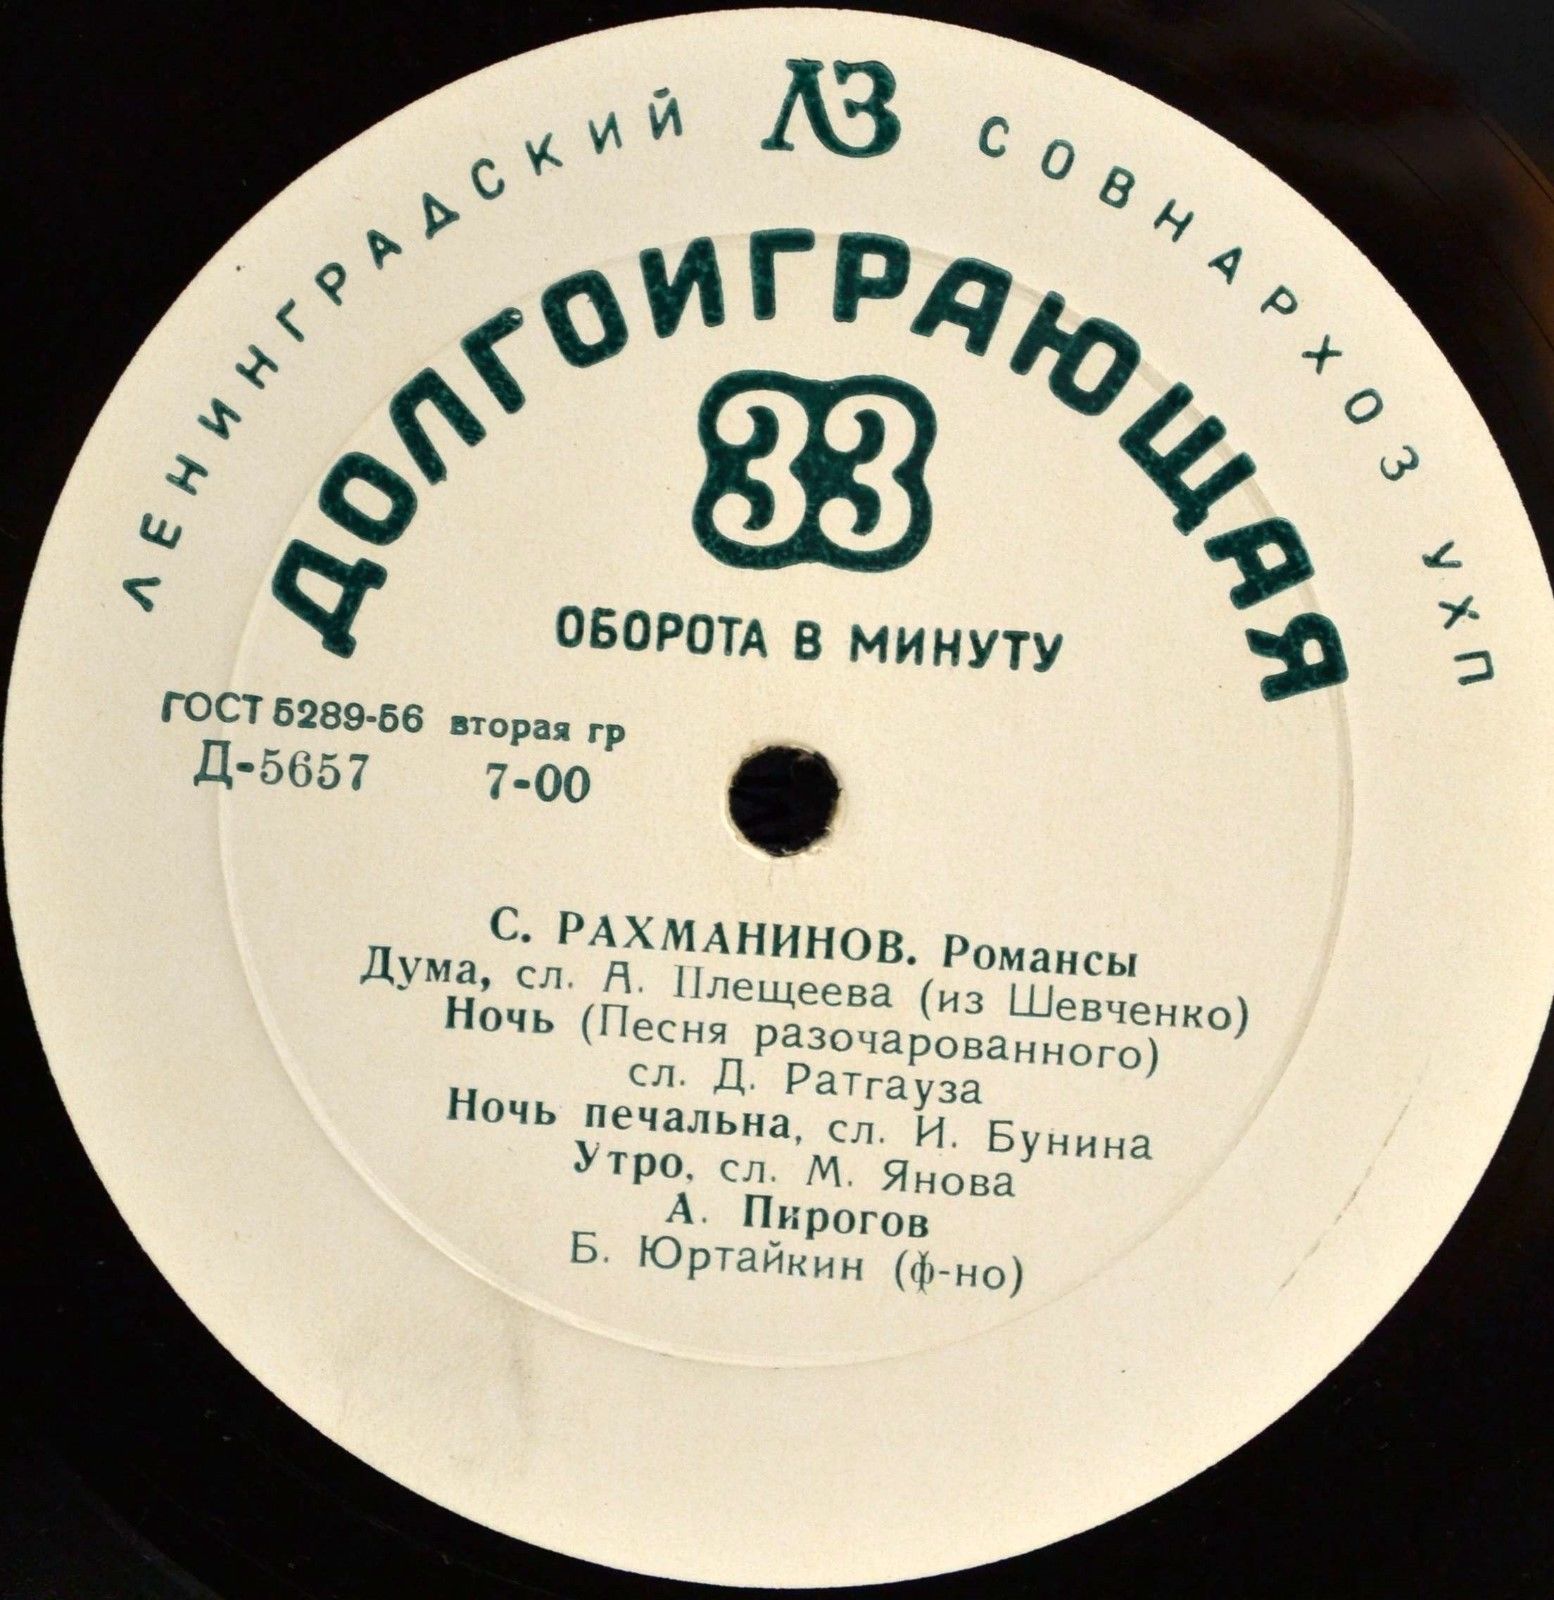 ЛЕНИНГРАДСКИЙ ЛЗ СОВНАРХОЗ УХП
ДОЛГОИГРАЮЩАЯ
33
ОБОРОТА В МИНУТУ
ГОСТ 5289-56 вторая гр
Д-5657 7-00
С. РАХМАНИНОВ. Романсы
Дума, сл. А. Плещеева (из Шевченко)
Ночь (Песня разочарованного)
сл. Д. Ратгауза
Ночь печальна, сл. И. Бунина
Утро, сл. М. Янова
А. Пирогов
Б. Юртайкин (ф-но)